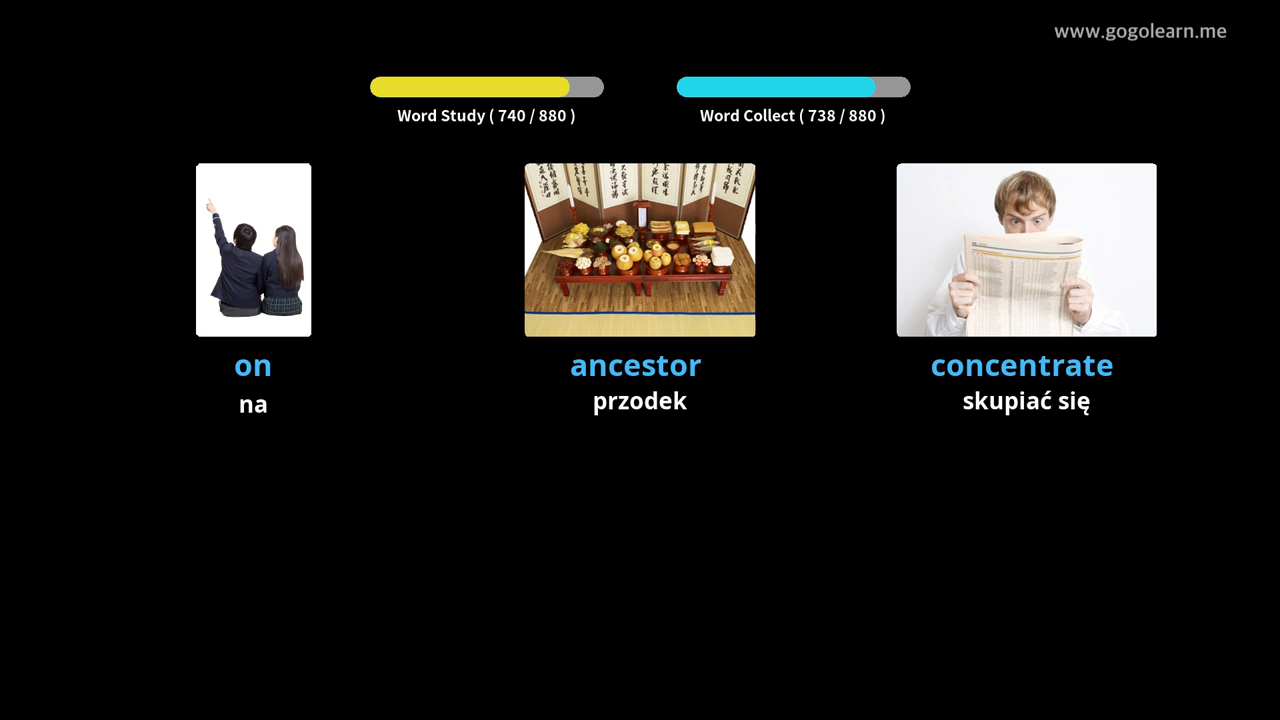 www.gogolearn.me
Word Study ( 740 / 880 )
Word Collect ( 738 / 880 )
on
ancestor
concentrate
na
przodek
skupiać się